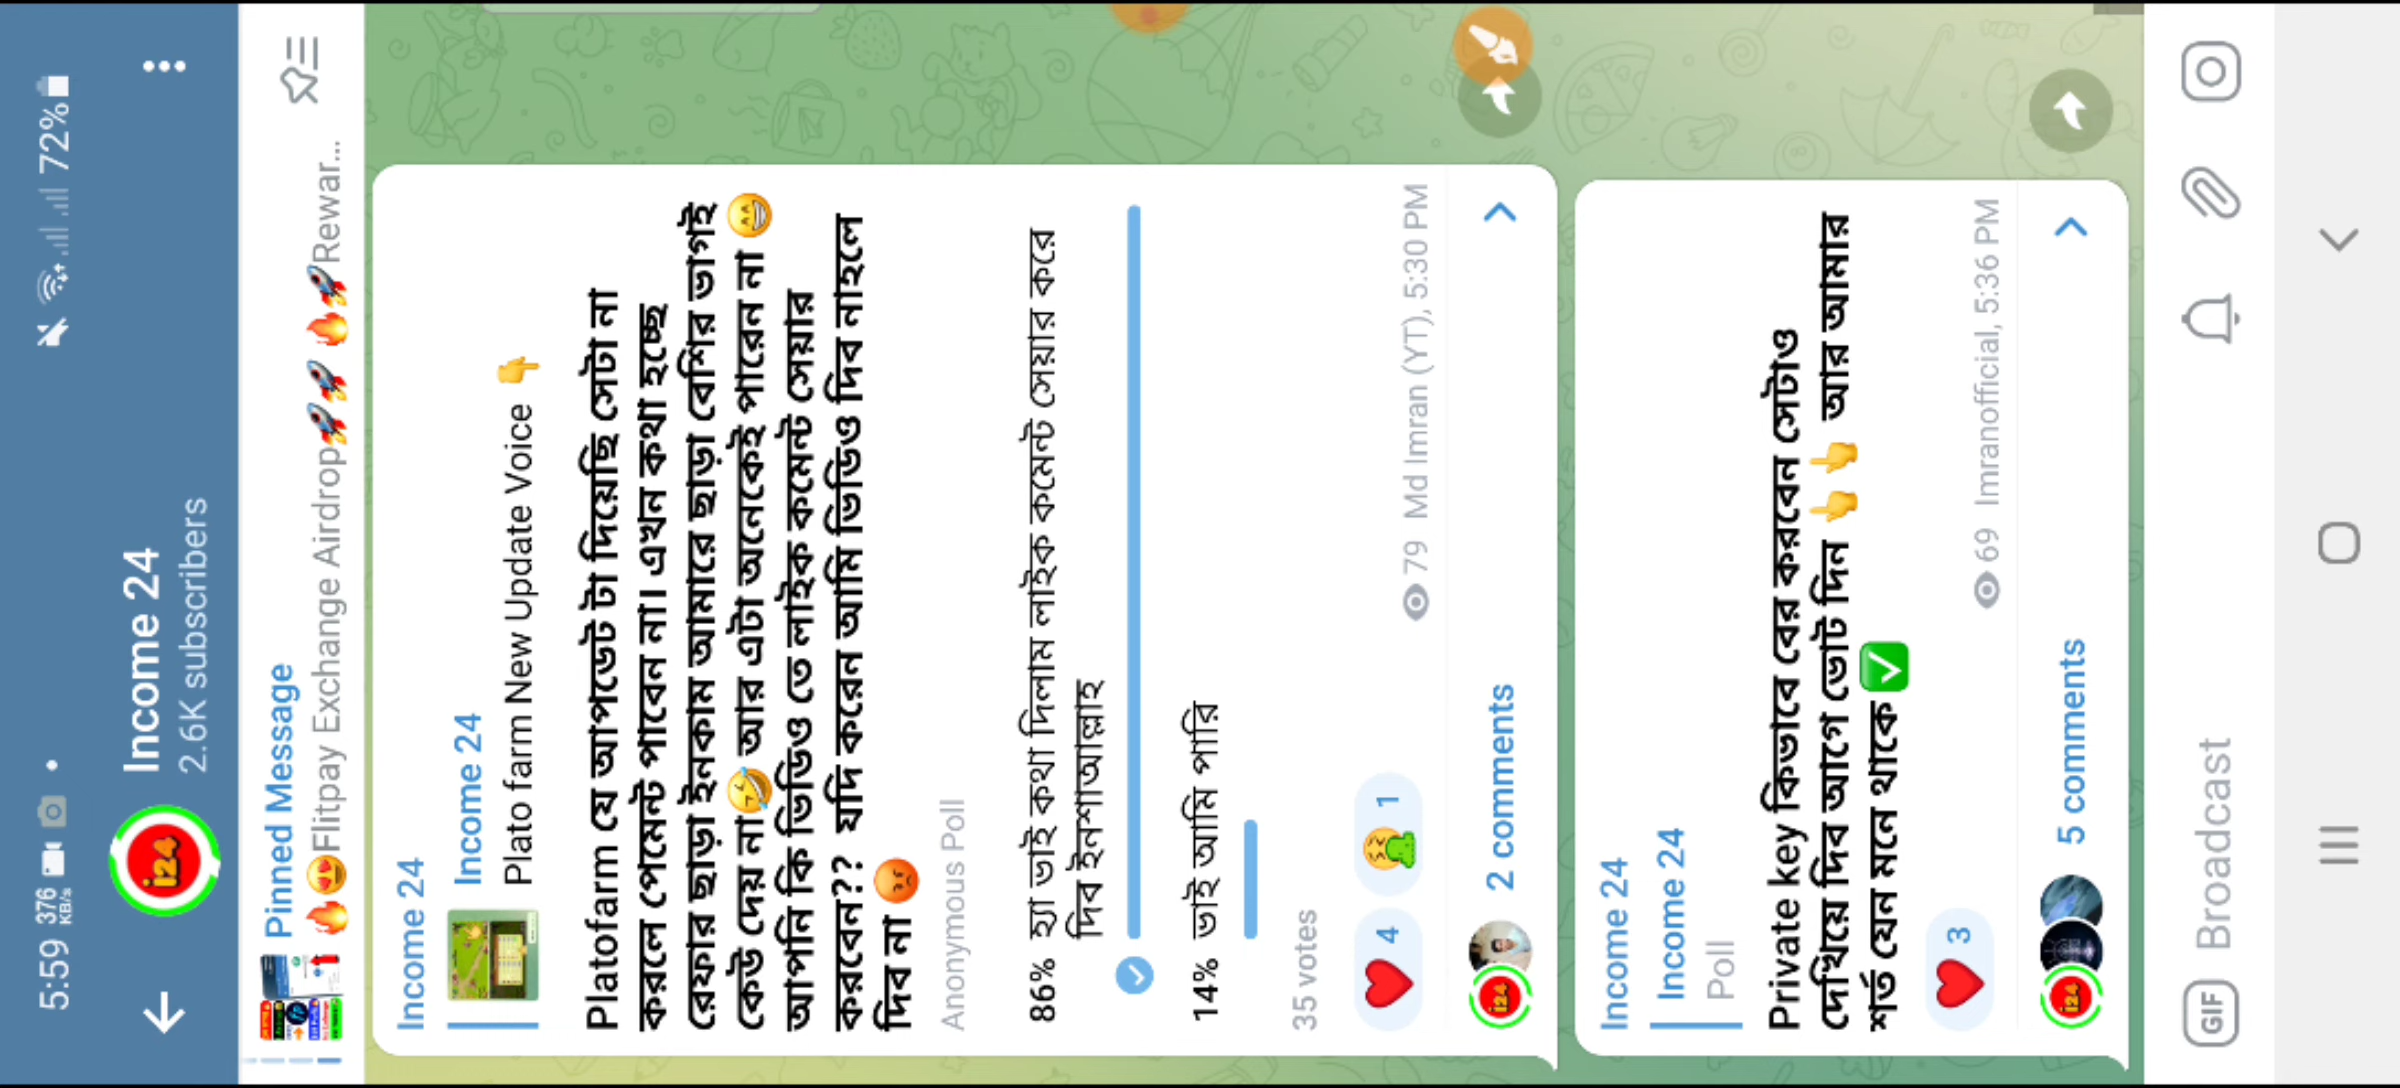 5:59 376 KB/s 72%
Income 24
2.6K subscribers
Pinned Message
🔥😍Flitpay Exchange Airdrop🚀🚀🔥🚀Rewar...
Income 24
Income 24
Plato farm New Update Voice 👇
Platofarm যে আপডেট টা দিয়েছি সেটা না
করলে পেমেন্ট পাবেন না। এখন কথা হচ্ছে
রেফার ছাড়া ইনকাম আমারে ছাড়া বেশির ভাগই
কেউ দেয় না🤣 আর এটা অনেকেই পারেন না 😄
আপনি কি ভিডিও তে লাইক কমেন্ট সেয়ার
করবেন?? যদি করেন আমি ভিডিও দিব নাহলে
দিব না 😡
Anonymous Poll
86% হ্যা ভাই কথা দিলাম লাইক কমেন্ট সেয়ার করে
দিব ইনশাআল্লাহ
14% ভাই আমি পারি
35 votes
❤ 4 🤮 1
79 Md Imran (YT), 5:30 PM
2 comments
Income 24
Income 24
Poll
Private key কিভাবে বের করবেন সেটাও
দেখিয়ে দিব আগে ভোট দিন 👆👆 আর আমার
শর্ত যেন মনে থাকে ✅
❤ 3
69 Imranofficial, 5:36 PM
5 comments
GIF Broadcast